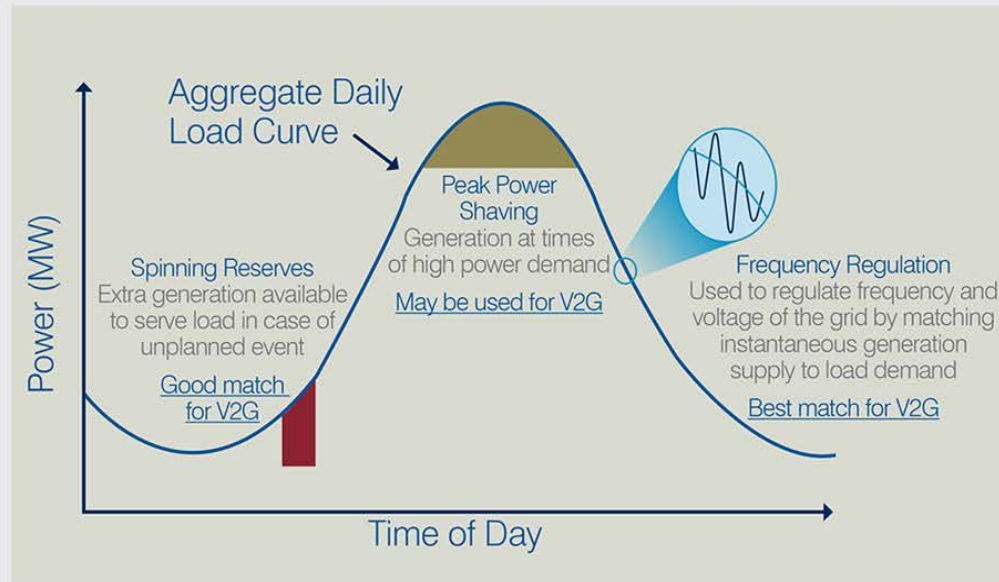 Aggregate Daily
Load Curve
Peak Power
Shaving
Generation at times
of high power demand
May be used for V2G
Spinning Reserves
Extra generation available
to serve load in case of
unplanned event
Good match
for V2G
Frequency Regulation
Used to regulate frequency and
voltage of the grid by matching
instantaneous generation
supply to load demand
Best match for V2G
Power (MW)
Time of Day